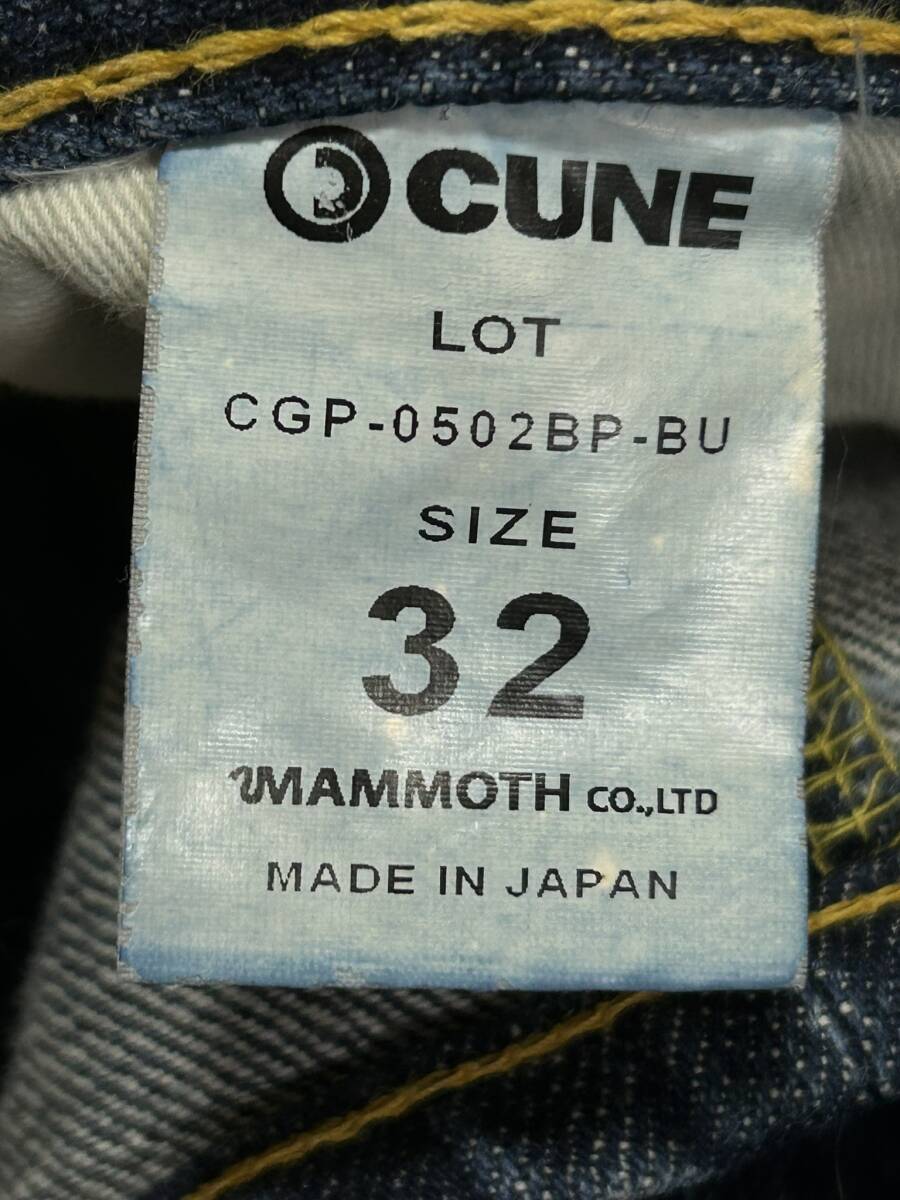 CUNE
LOT
CGP-0502BP-BU
SIZE
32
MAMMOTH CO.,LTD
MADE IN JAPAN